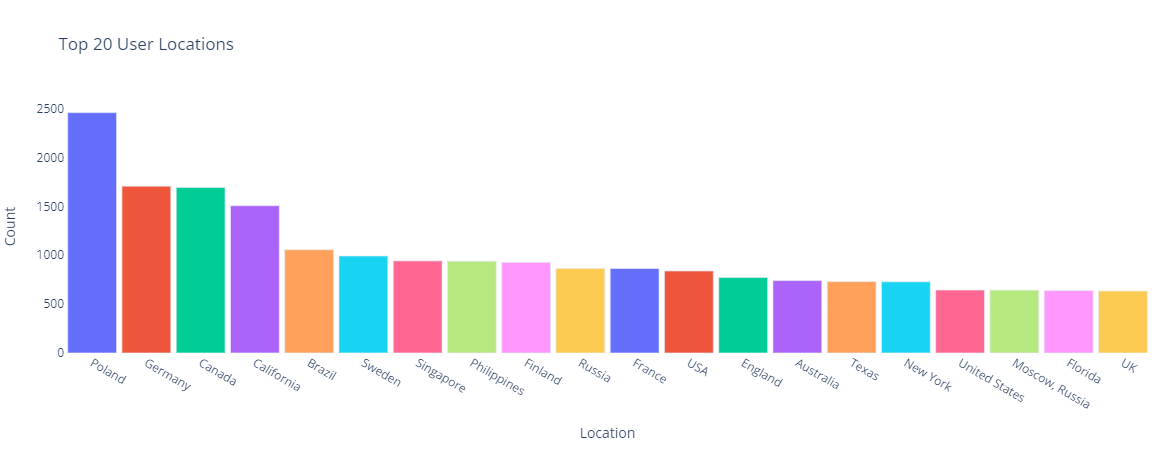 Top 20 User Locations
2500
2000
1500
1000
500
0
Count
Poland
Germany
Canada
California
Brazil
Sweden
Singapore
Philippines
Finland
Russia
France
USA
England
Australia
Texas
New York
United States
Moscow, Russia
Florida
UK
Location